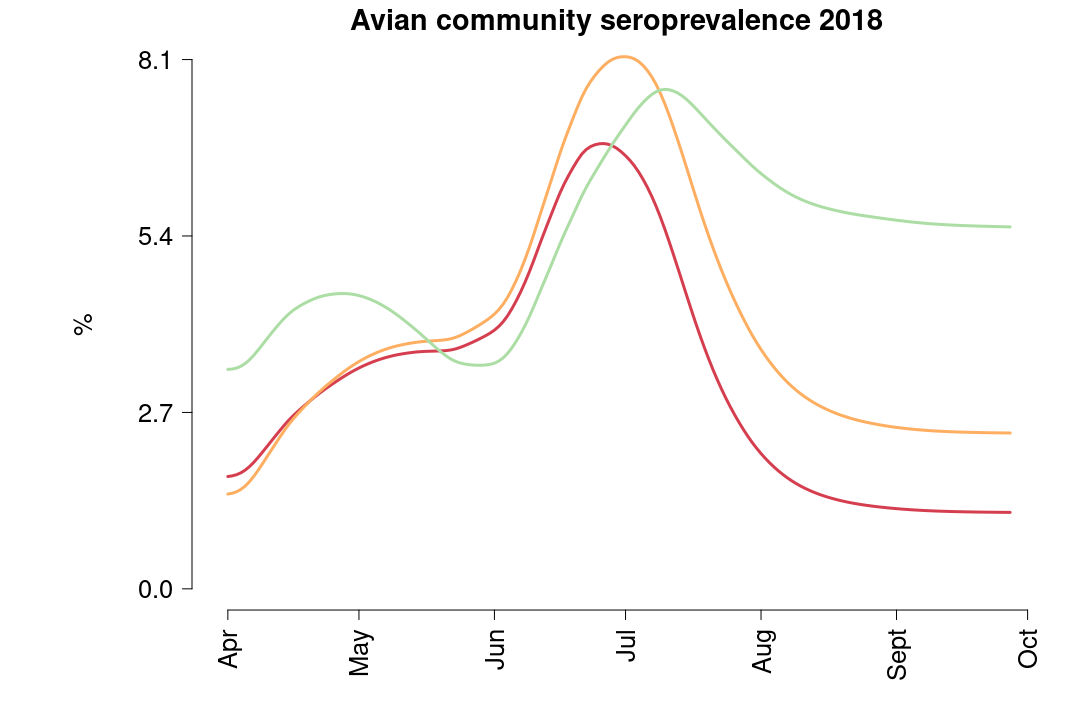 Avian community seroprevalence 2018
8.1
5.4
2.7
0.0
%
Apr
May
Jun
Jul
Aug
Sept
Oct